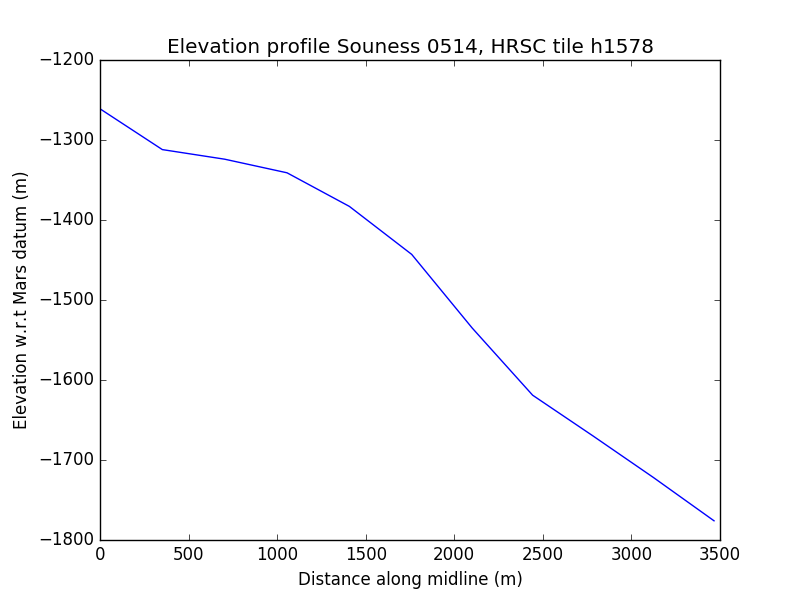 Elevation profile Souness 0514, HRSC tile h1578
−1200
−1300
−1400
−1500
−1600
−1700
−1800
Elevation w.r.t Mars datum (m)
0 500 1000 1500 2000 2500 3000 3500
Distance along midline (m)